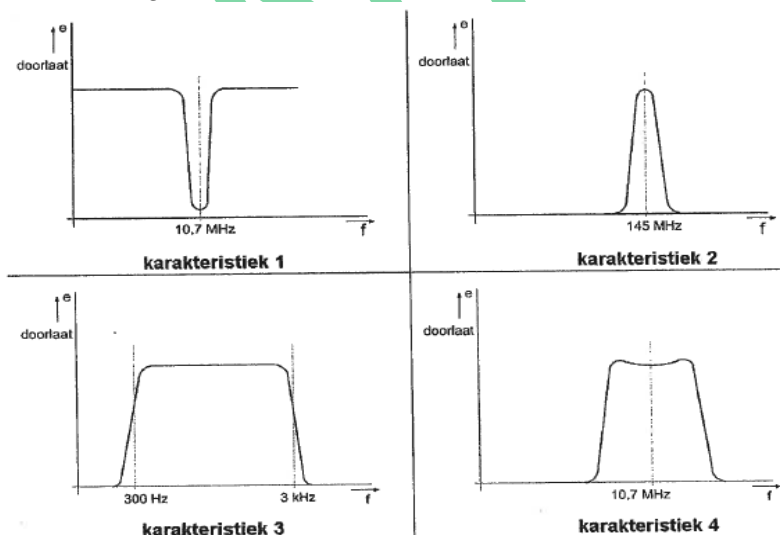 e
doorlaat
10,7 MHz
f
karakteristiek 1
e
doorlaat
145 MHz
f
karakteristiek 2
e
doorlaat
300 Hz
3 kHz
f
karakteristiek 3
e
doorlaat
10,7 MHz
f
karakteristiek 4